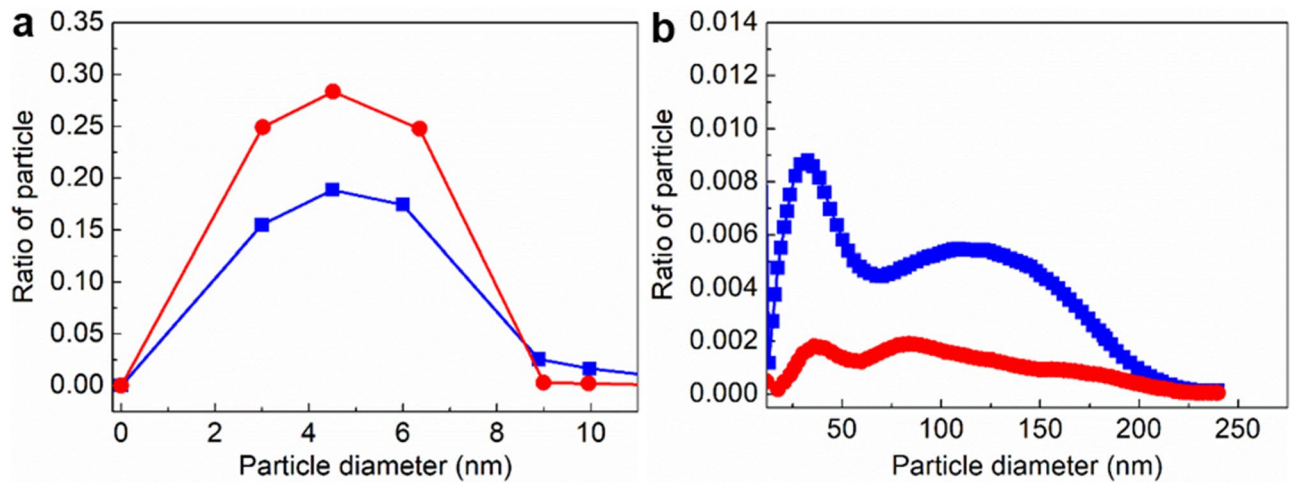 a
0.35
0.30
0.25
0.20
0.15
0.10
0.05
0.00
Ratio of particle
0 2 4 6 8 10
Particle diameter (nm)
b
0.014
0.012
0.010
0.008
0.006
0.004
0.002
0.000
Ratio of particle
50 100 150 200 250
Particle diameter (nm)